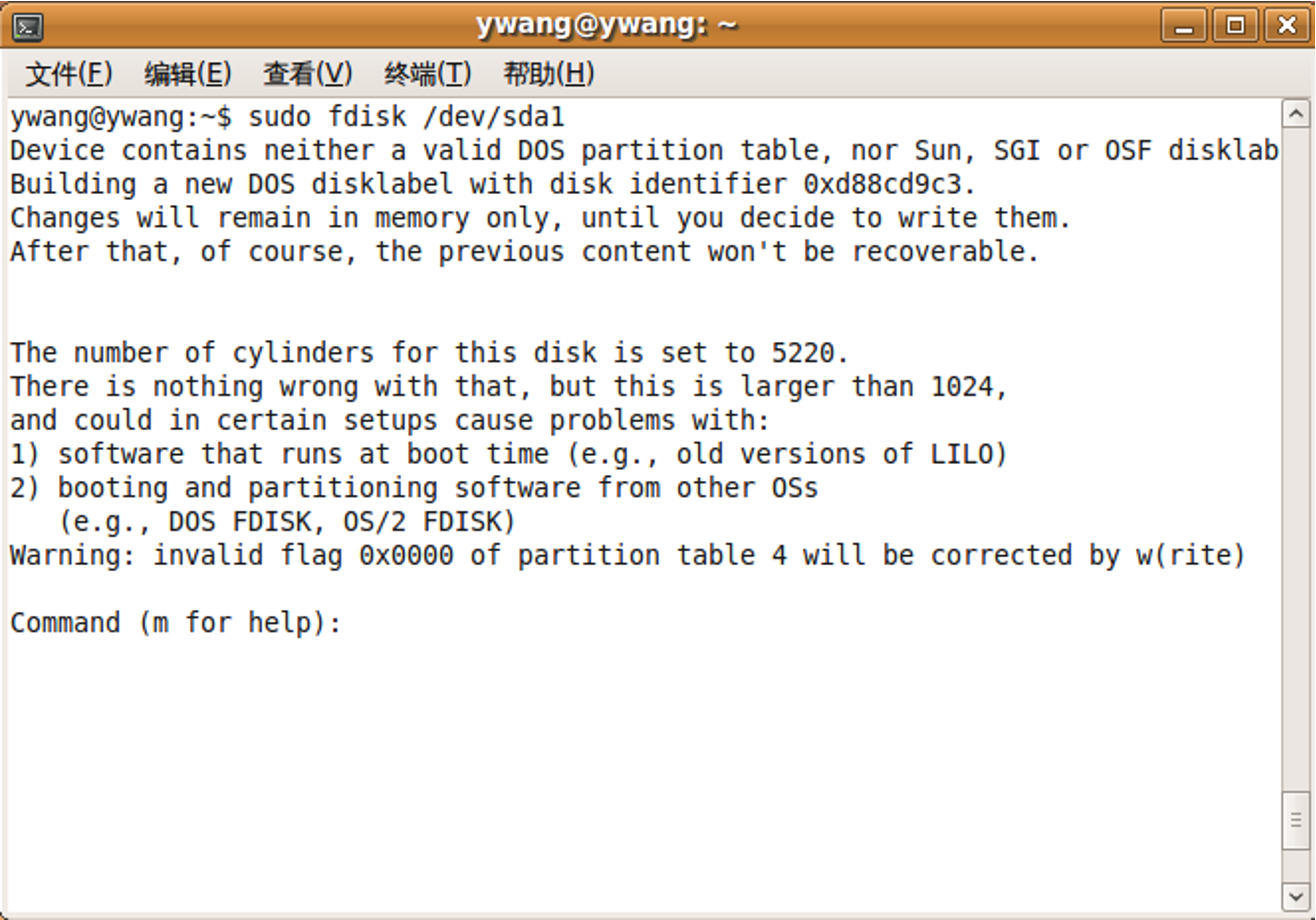 ywang@ywang: ~
文件(F) 编辑(E) 查看(V) 终端(T) 帮助(H)
ywang@ywang:~$ sudo fdisk /dev/sda1
Device contains neither a valid DOS partition table, nor Sun, SGI or OSF disklab
Building a new DOS disklabel with disk identifier 0xd88cd9c3.
Changes will remain in memory only, until you decide to write them.
After that, of course, the previous content won't be recoverable.
The number of cylinders for this disk is set to 5220.
There is nothing wrong with that, but this is larger than 1024,
and could in certain setups cause problems with:
1) software that runs at boot time (e.g., old versions of LILO)
2) booting and partitioning software from other OSs
   (e.g., DOS FDISK, OS/2 FDISK)
Warning: invalid flag 0x0000 of partition table 4 will be corrected by w(rite)
Command (m for help):